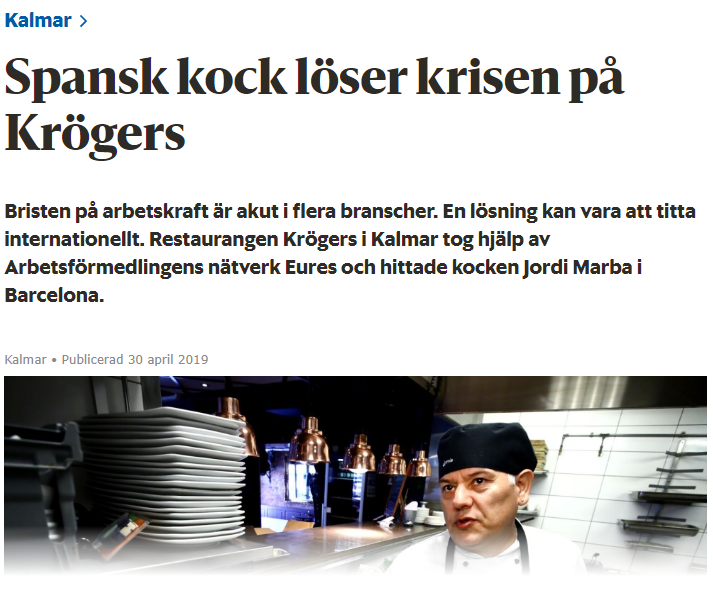 Kalmar >
Spansk kock löser krisen på
Krögers
Bristen på arbetskraft är akut i flera branscher. En lösning kan vara att titta
internationellt. Restaurangen Krögers i Kalmar tog hjälp av
Arbetsförmedlingens nätverk Eures och hittade kocken Jordi Marba i
Barcelona.
Kalmar • Publicerad 30 april 2019